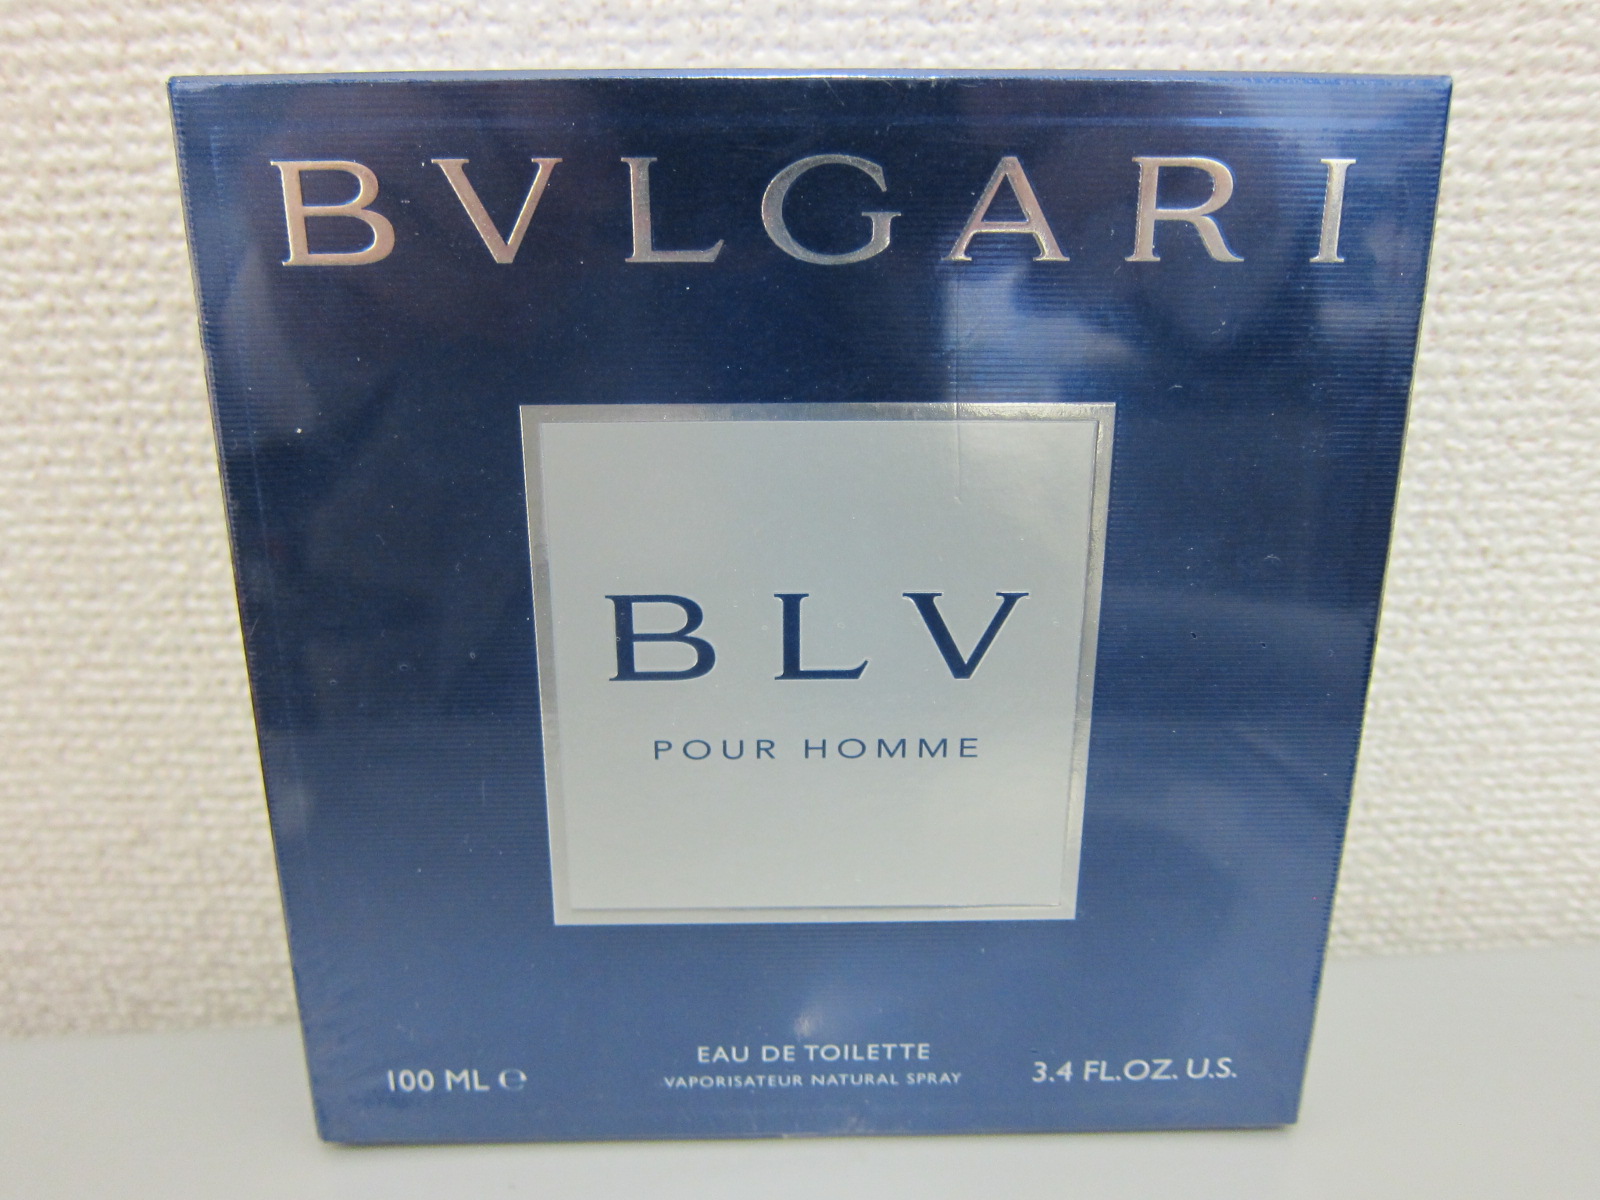 BVLGARI
BLV
POUR HOMME
EAU DE TOILETTE
100 ML ℮ VAPORISATEUR NATURAL SPRAY 3.4 FL.OZ. U.S.